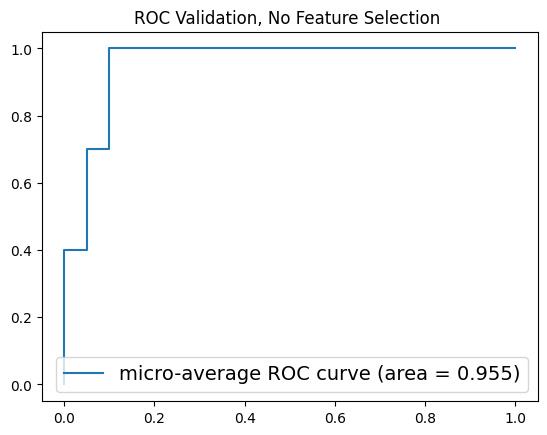 ROC Validation, No Feature Selection
1.0
0.8
0.6
0.4
0.2
0.0
micro-average ROC curve (area = 0.955)
0.0 0.2 0.4 0.6 0.8 1.0